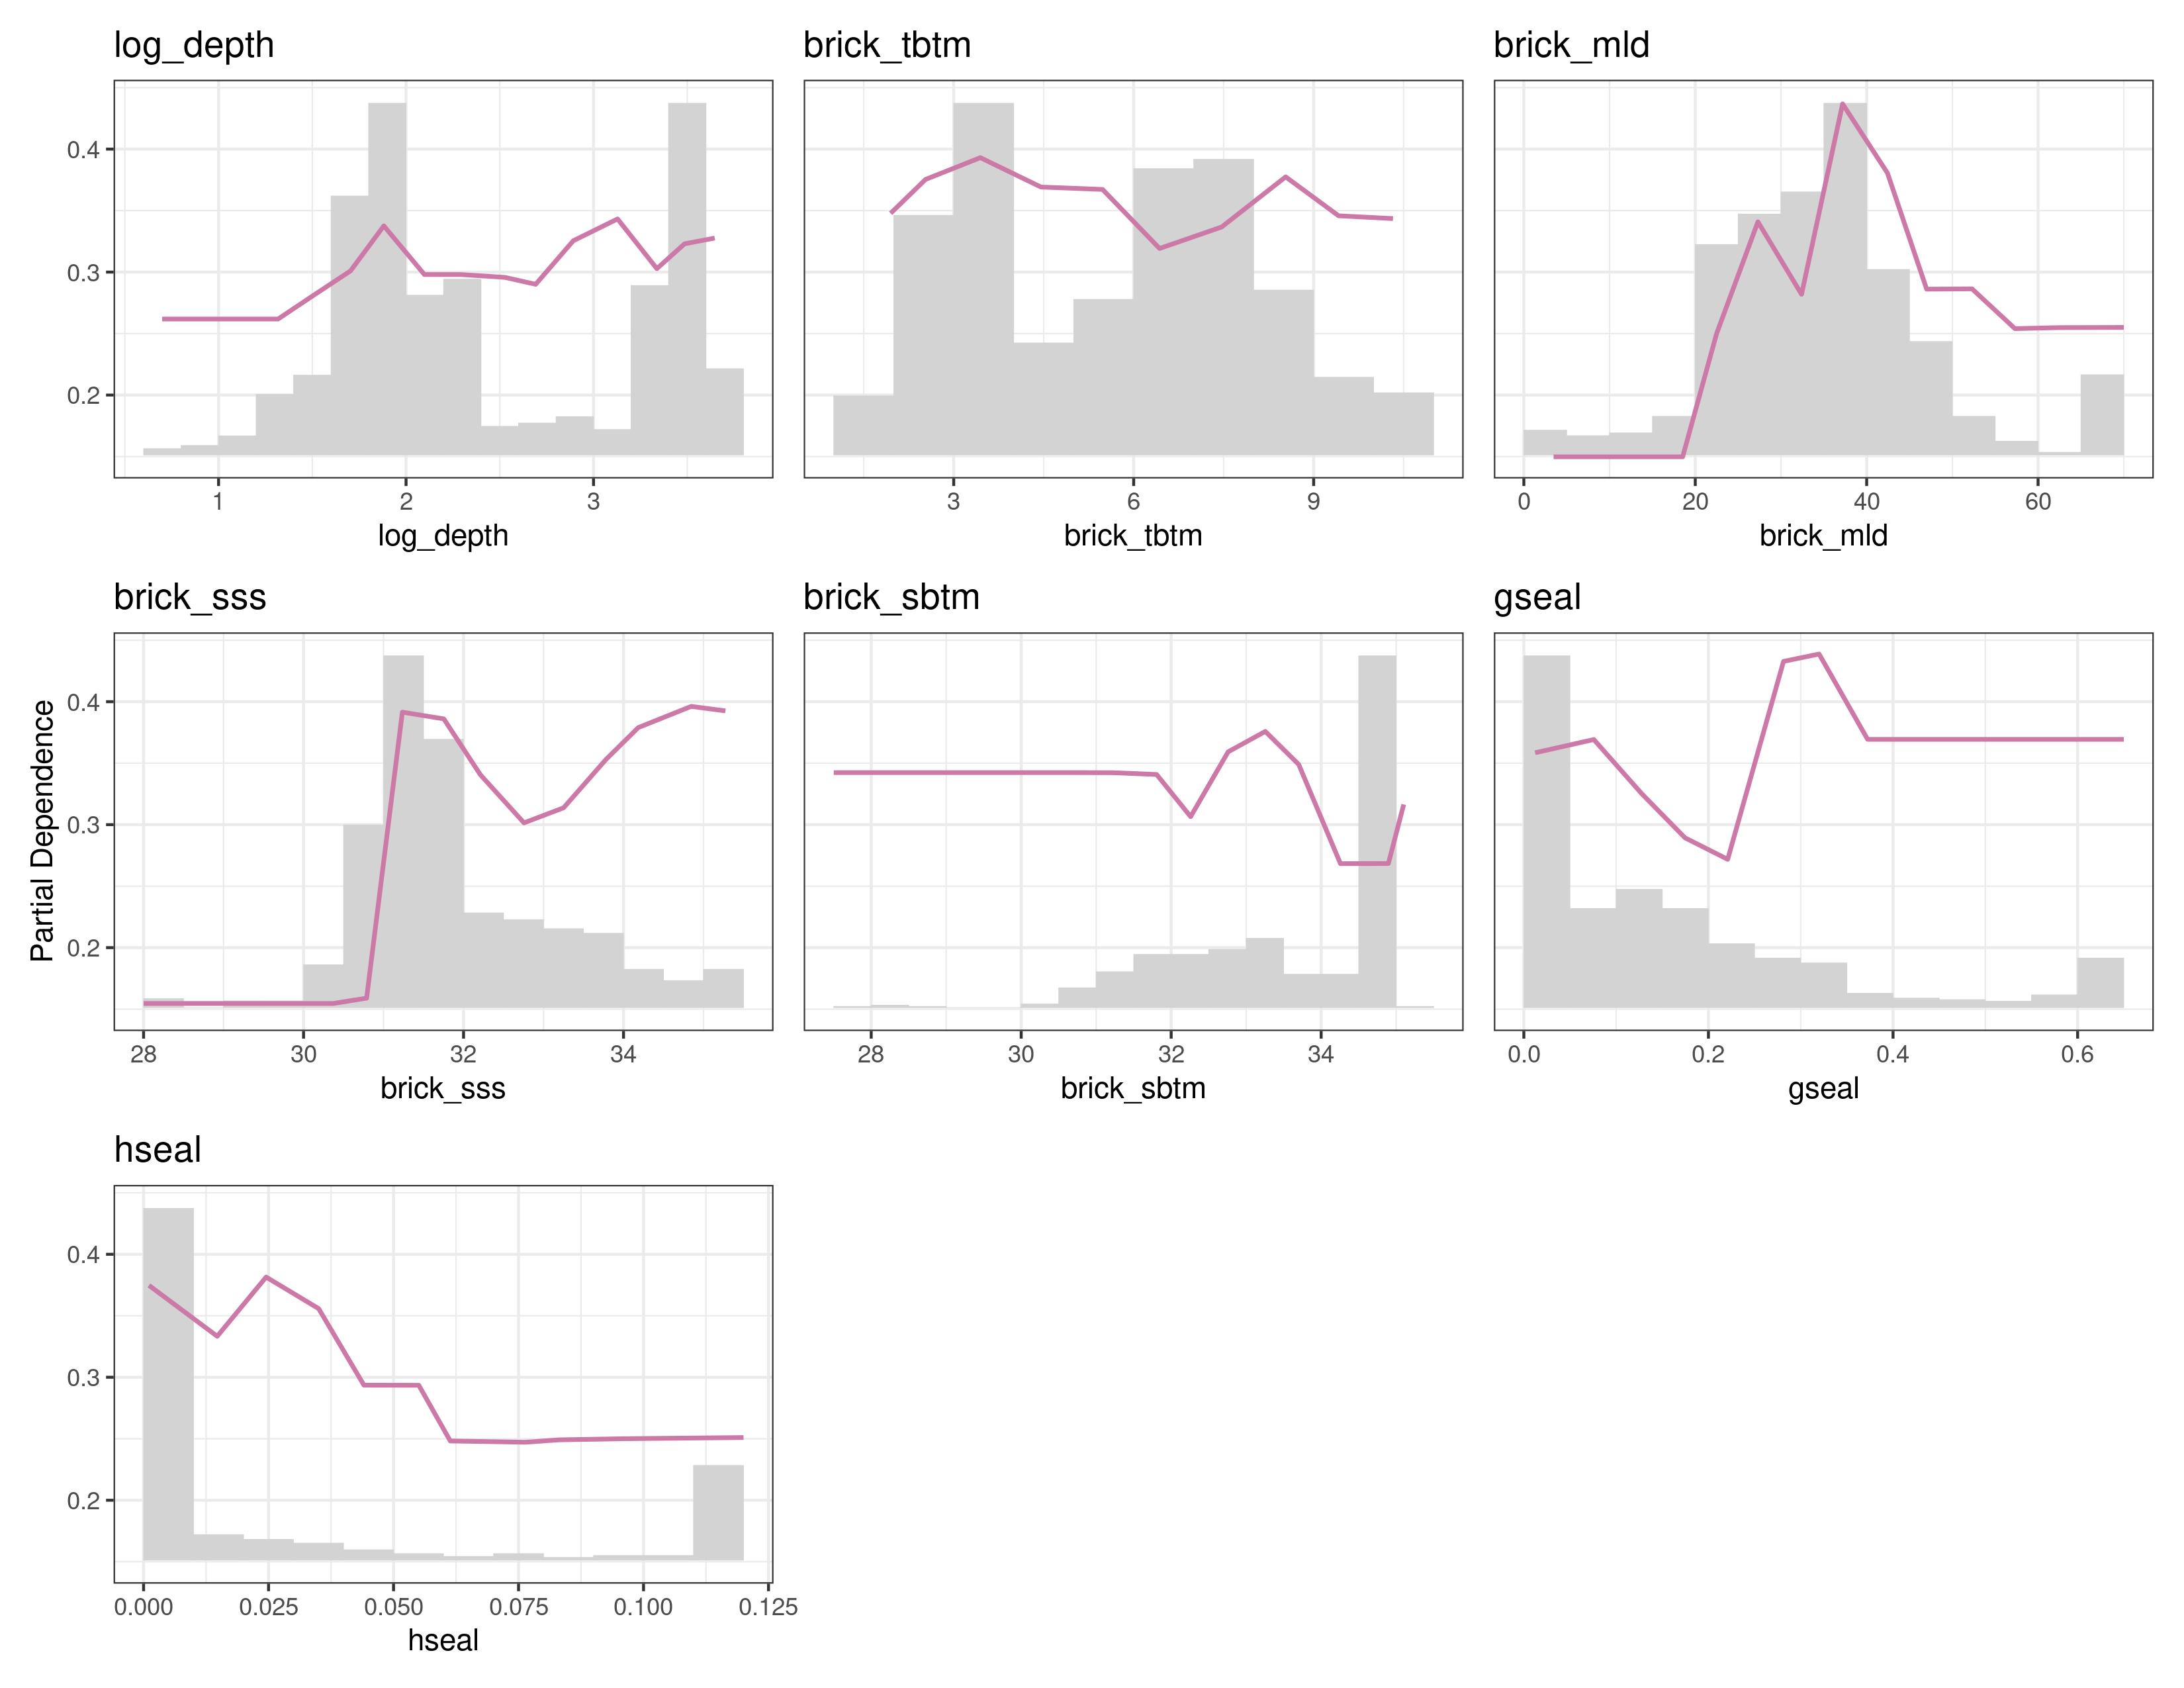 log_depth
brick_tbtm
brick_mld
0.4
0.3
0.2
1 2 3
3 6 9
0 20 40 60
log_depth
brick_tbtm
brick_mld
brick_sss
brick_sbtm
gseal
Partial Dependence
0.4
0.3
0.2
28 30 32 34
28 30 32 34
0.0 0.2 0.4 0.6
brick_sss
brick_sbtm
gseal
hseal
0.4
0.3
0.2
0.000 0.025 0.050 0.075 0.100 0.125
hseal